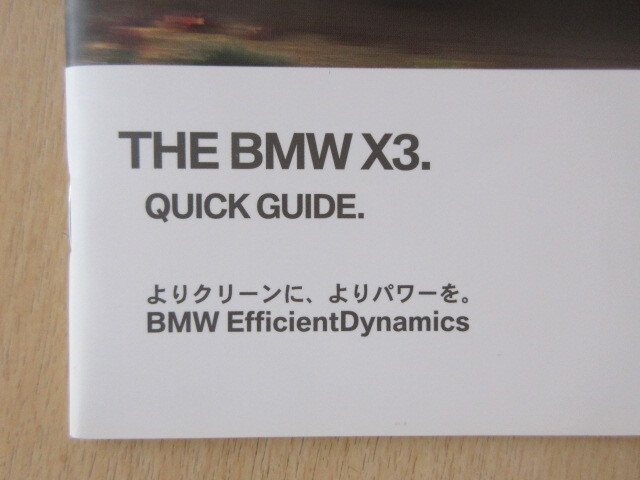 THE BMW X3.
QUICK GUIDE.
よりクリーンに、よりパワーを。
BMW EfficientDynamics